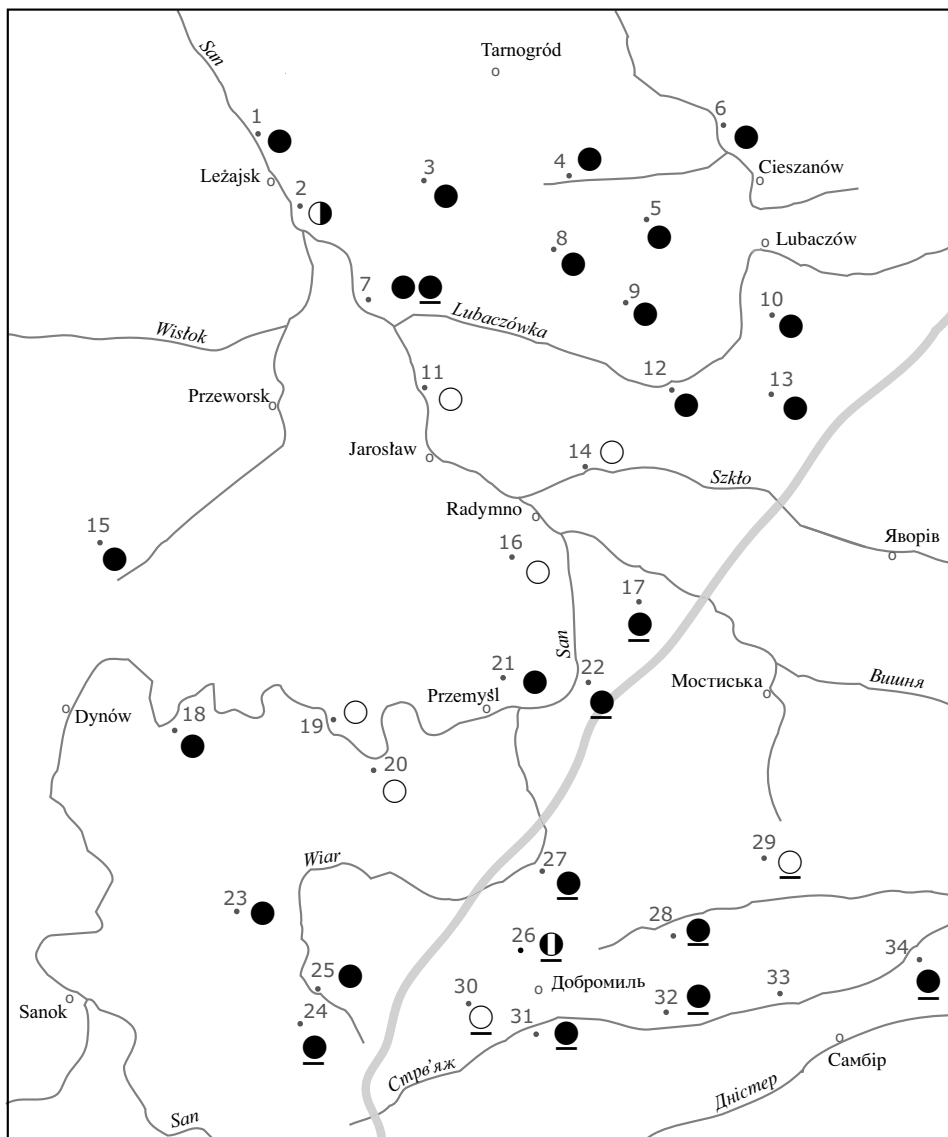 San
Tarnogród
1
6
3
4
Leżajsk
Cieszanów
2
5
8
Lubaczów
7
9
10
Lubaczówka
Wisłok
11
12
13
Przeworsk
Jarosław
14
Szkło
Radymno
15
16
Яворів
17
San
21
22
Przemyśl
Мостиська
Вишня
Dynów
18
19
20
Wiar
27
29
23
28
26
34
25
Добромиль
33
Sanok
30
32
24
31
Самбір
Стрв'яж
Дністер
San